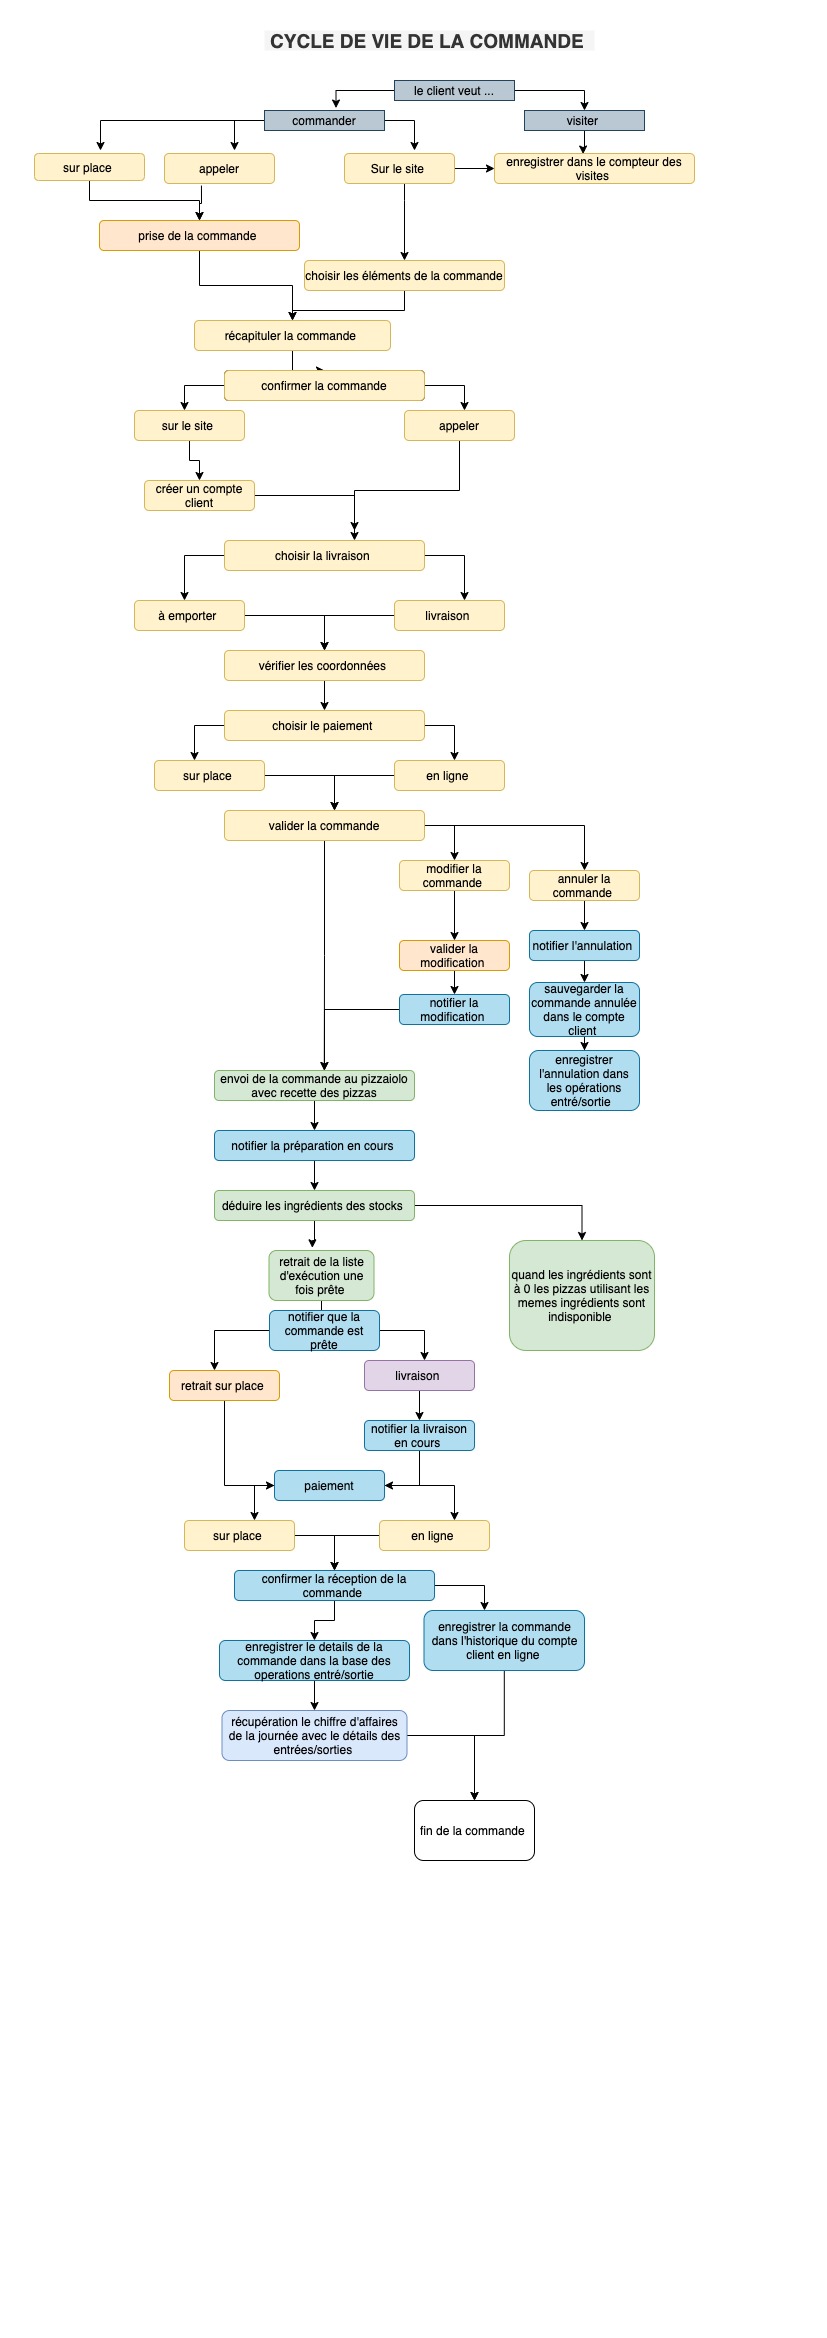 CYCLE DE VIE DE LA COMMANDE
le client veut ...
commander
visiter
sur place
appeler
Sur le site
enregistrer dans le compteur des
visites
prise de la commande
choisir les éléments de la commande
récapituler la commande
confirmer la commande
sur le site
appeler
créer un compte
client
choisir la livraison
à emporter
livraison
vérifier les coordonnées
choisir le paiement
sur place
en ligne
valider la commande
modifier la
commande
annuler la
commande
valider la
modification
notifier l'annulation
notifier la
modification
sauvegarder la
commande annulée
dans le compte
client
enregistrer
l'annulation dans
les opérations
entré/sortie
envoi de la commande au pizzaiolo
avec recette des pizzas
notifier la préparation en cours
déduire les ingrédients des stocks
retrait de la liste
d'exécution une
fois prête
quand les ingrédients sont
à 0 les pizzas utilisant les
memes ingrédients sont
indisponible
notifier que la
commande est
prête
retrait sur place
livraison
notifier la livraison
en cours
paiement
sur place
en ligne
confirmer la réception de la
commande
enregistrer la commande
dans l'historique du compte
client en ligne
enregistrer le details de la
commande dans la base des
operations entré/sortie
récupération le chiffre d'affaires
de la journée avec le détails des
entrées/sorties
fin de la commande